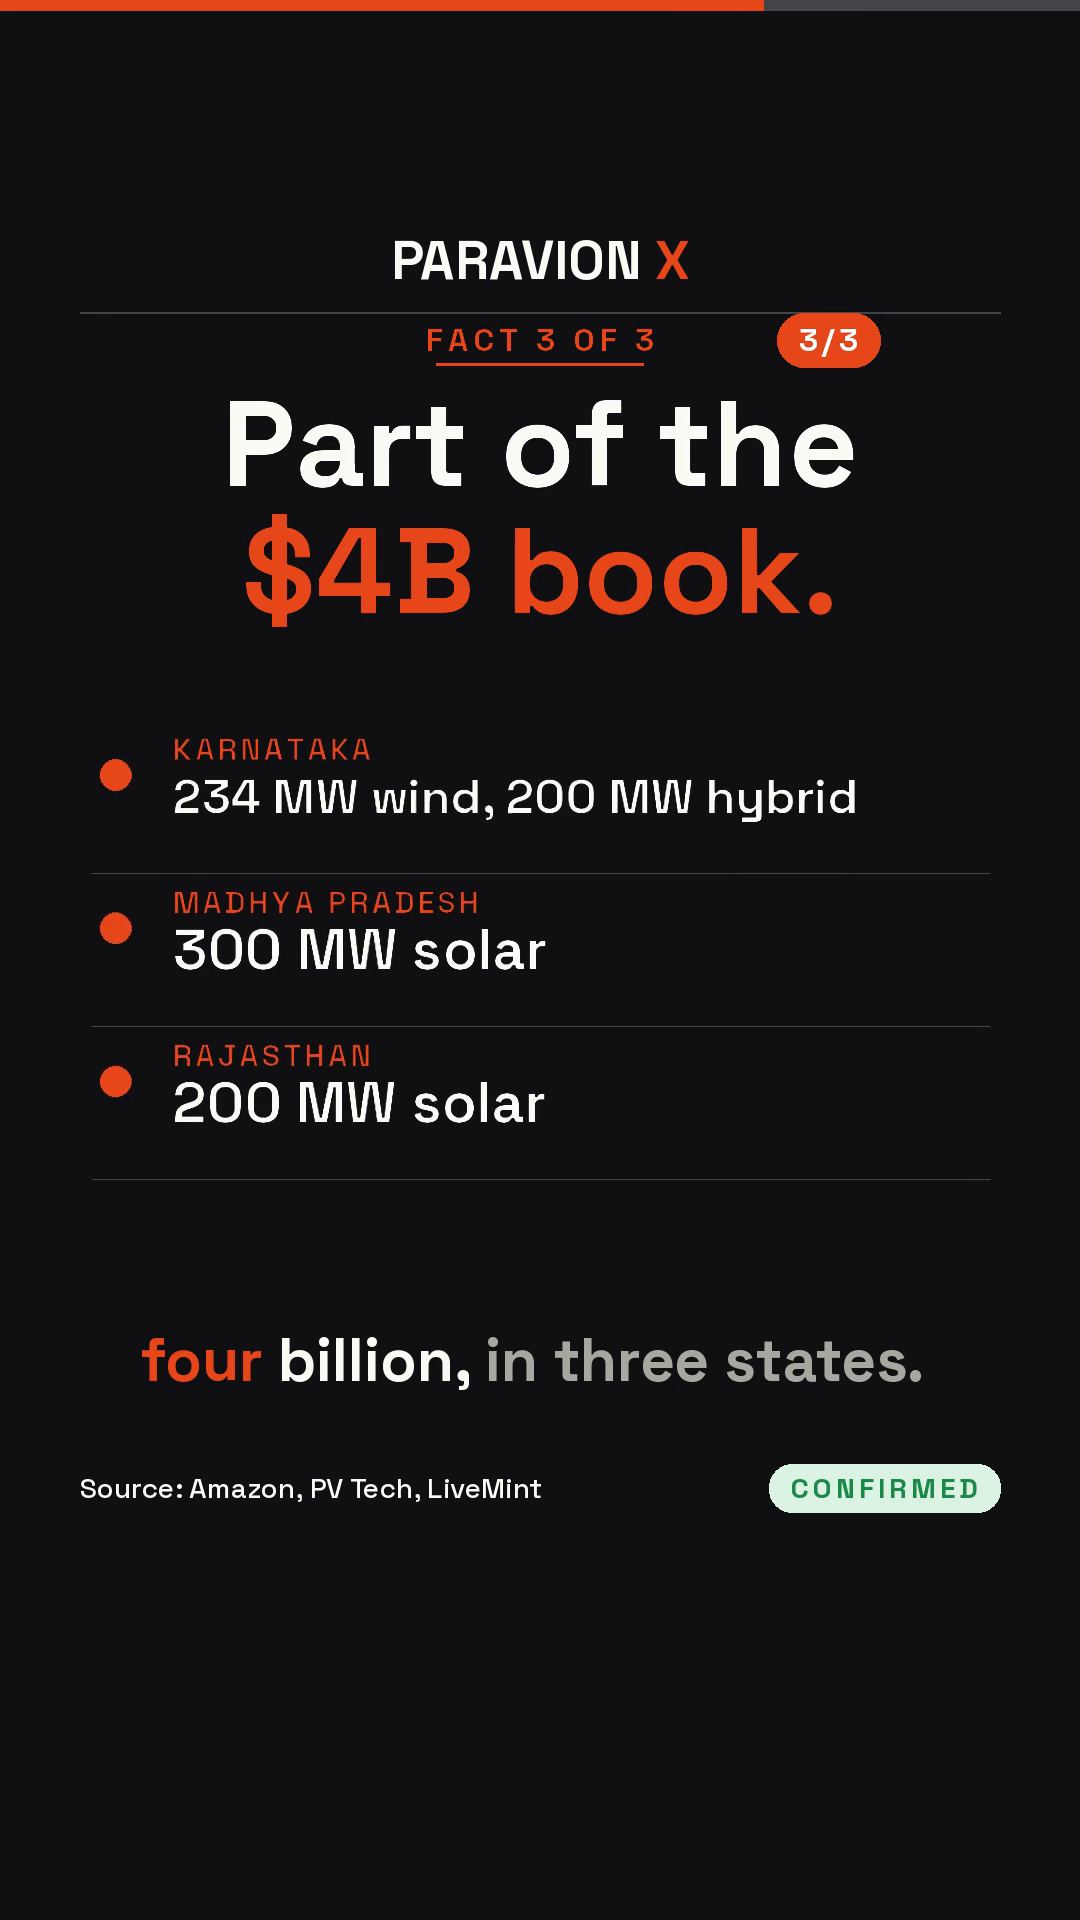 PARAVION X
FACT 3 OF 3
3/3
Part of the
$4B book.
KARNATAKA
234 MW wind, 200 MW hybrid
MADHYA PRADESH
300 MW solar
RAJASTHAN
200 MW solar
four billion, in three states.
Source: Amazon, PV Tech, LiveMint
CONFIRMED